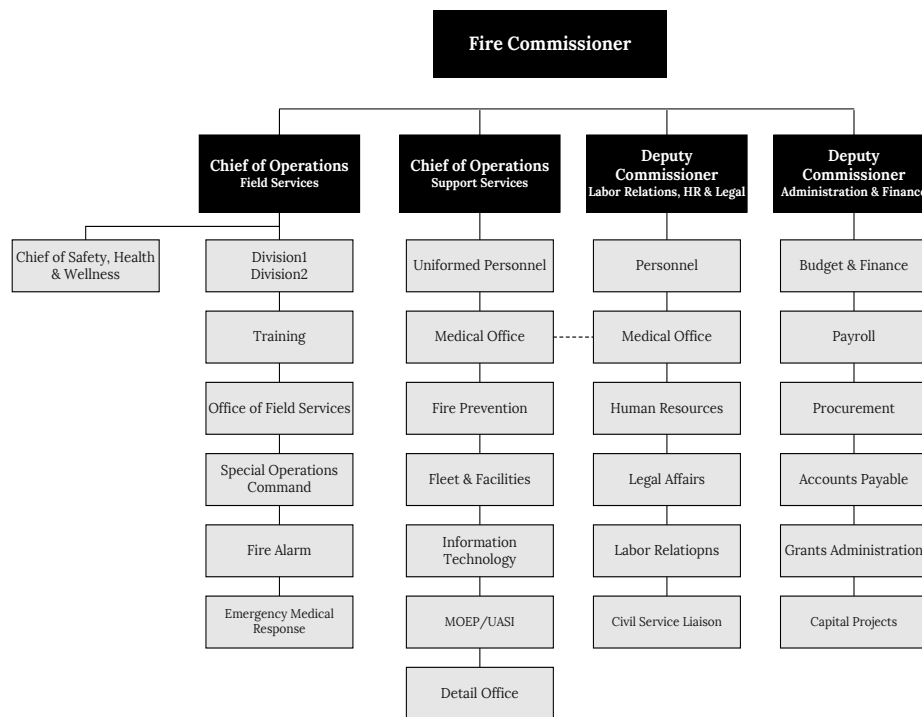 Fire Commissioner
Chief of Operations
Field Services
Chief of Operations
Support Services
Deputy
Commissioner
Labor Relations, HR & Legal
Deputy
Commissioner
Administration & Finance
Chief of Safety, Health
& Wellness
Division1
Division2
Uniformed Personnel
Personnel
Budget & Finance
Training
Medical Office
Medical Office
Payroll
Office of Field Services
Fire Prevention
Human Resources
Procurement
Special Operations
Command
Fleet & Facilities
Legal Affairs
Accounts Payable
Fire Alarm
Information
Technology
Labor Relatiopns
Grants Administration
Emergency Medical
Response
MOEP/UASI
Civil Service Liaison
Capital Projects
Detail Office